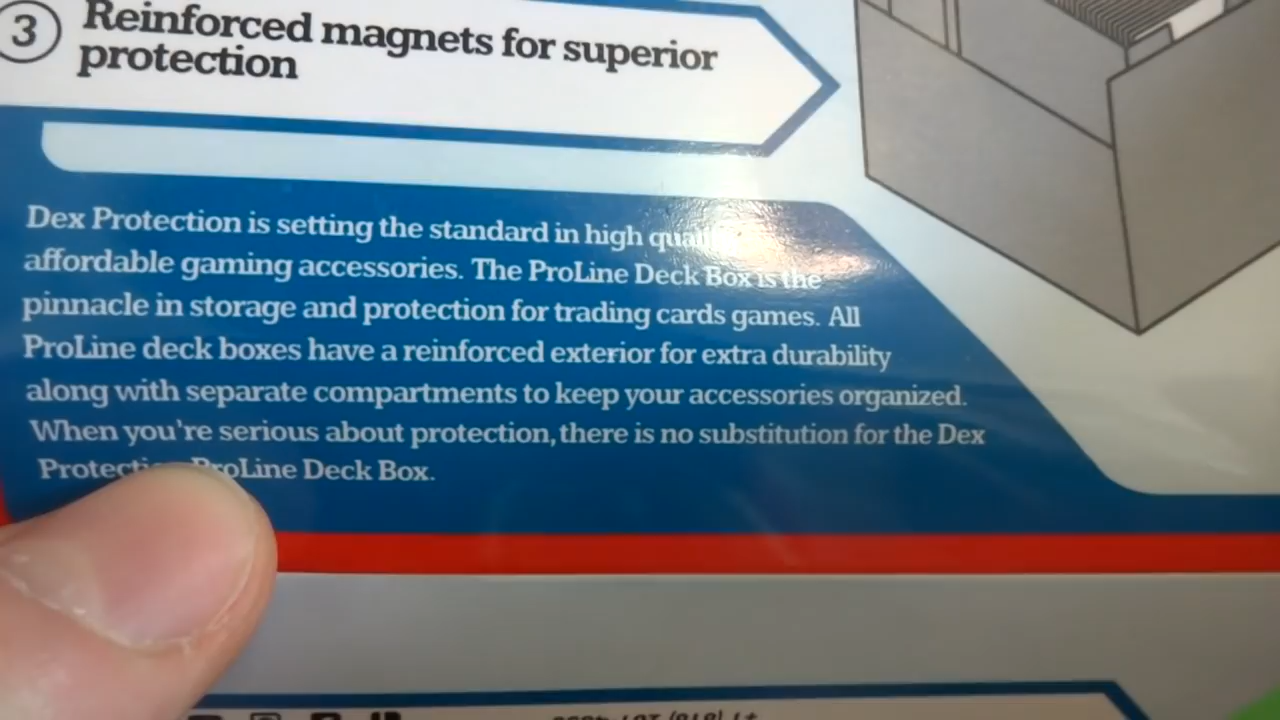 3
Reinforced magnets for superior
protection
Dex Protection is setting the standard in high
affordable gaming accessories. The ProLine Deck Box is the
pinnacle in storage and protection for trading cards games. All
ProLine deck boxes have a reinforced exterior for extra durability
along with separate compartments to keep your accessories organized.
When you're serious about protection, there is no substitution for the Dex
Protection ProLine Deck Box.